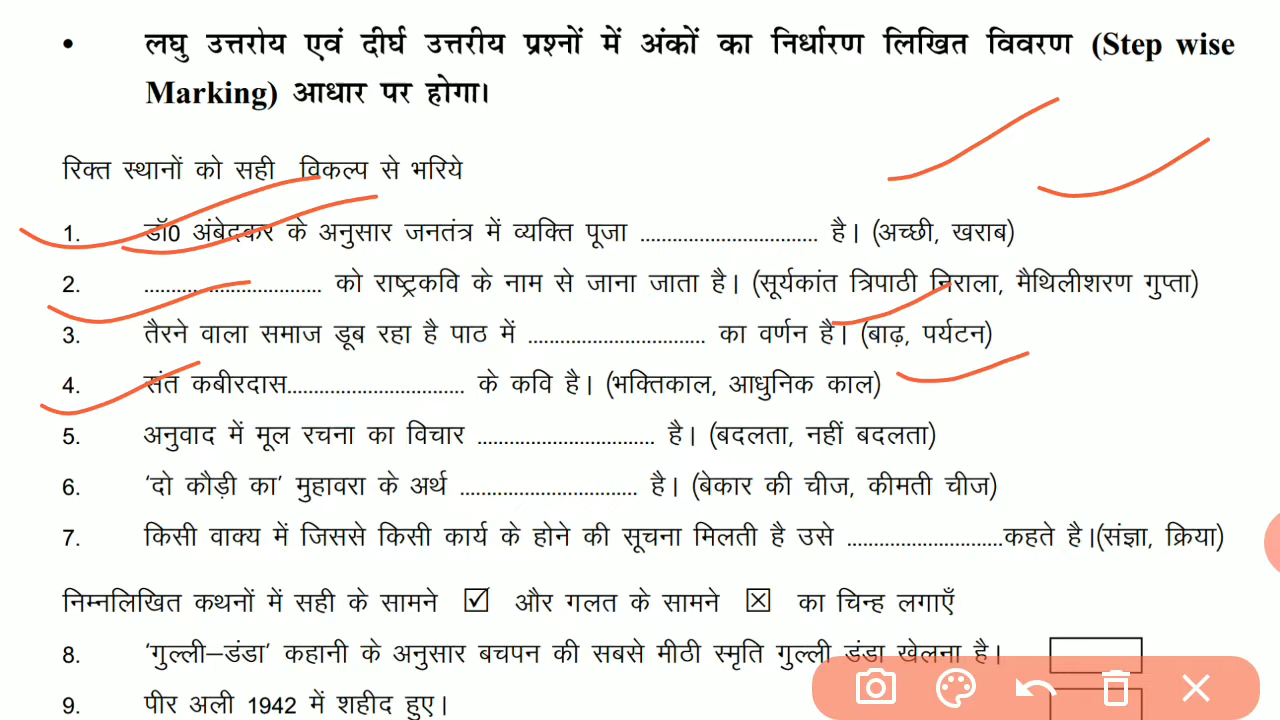 • लघु उत्तरीय एवं दीर्घ उत्तरीय प्रश्नों में अंकों का निर्धारण लिखित विवरण (Step wise
Marking) आधार पर होगा।
रिक्त स्थानों को सही विकल्प से भरिये
1. डॉ0 अंबेदकर के अनुसार जनतंत्र में व्यक्ति पूजा ................................. है। (अच्छी, खराब)
2. ................................. को राष्ट्रकवि के नाम से जाना जाता है। (सूर्यकांत त्रिपाठी निराला, मैथिलीशरण गुप्ता)
3. तैरने वाला समाज डूब रहा है पाठ में ................................. का वर्णन है। (बाढ़, पर्यटन)
4. संत कबीरदास................................. के कवि है। (भक्तिकाल, आधुनिक काल)
5. अनुवाद में मूल रचना का विचार ................................. है। (बदलता, नहीं बदलता)
6. ‘दो कौड़ी का’ मुहावरा के अर्थ ................................. है। (बेकार की चीज, कीमती चीज)
7. किसी वाक्य में जिससे किसी कार्य के होने की सूचना मिलती है उसे .............................कहते है।(संज्ञा, क्रिया)
निम्नलिखित कथनों में सही के सामने ☑ और गलत के सामने ☒ का चिन्ह लगाएँ
8. ‘गुल्ली–डंडा’ कहानी के अनुसार बचपन की सबसे मीठी स्मृति गुल्ली डंडा खेलना है।
9. पीर अली 1942 में शहीद हुए।